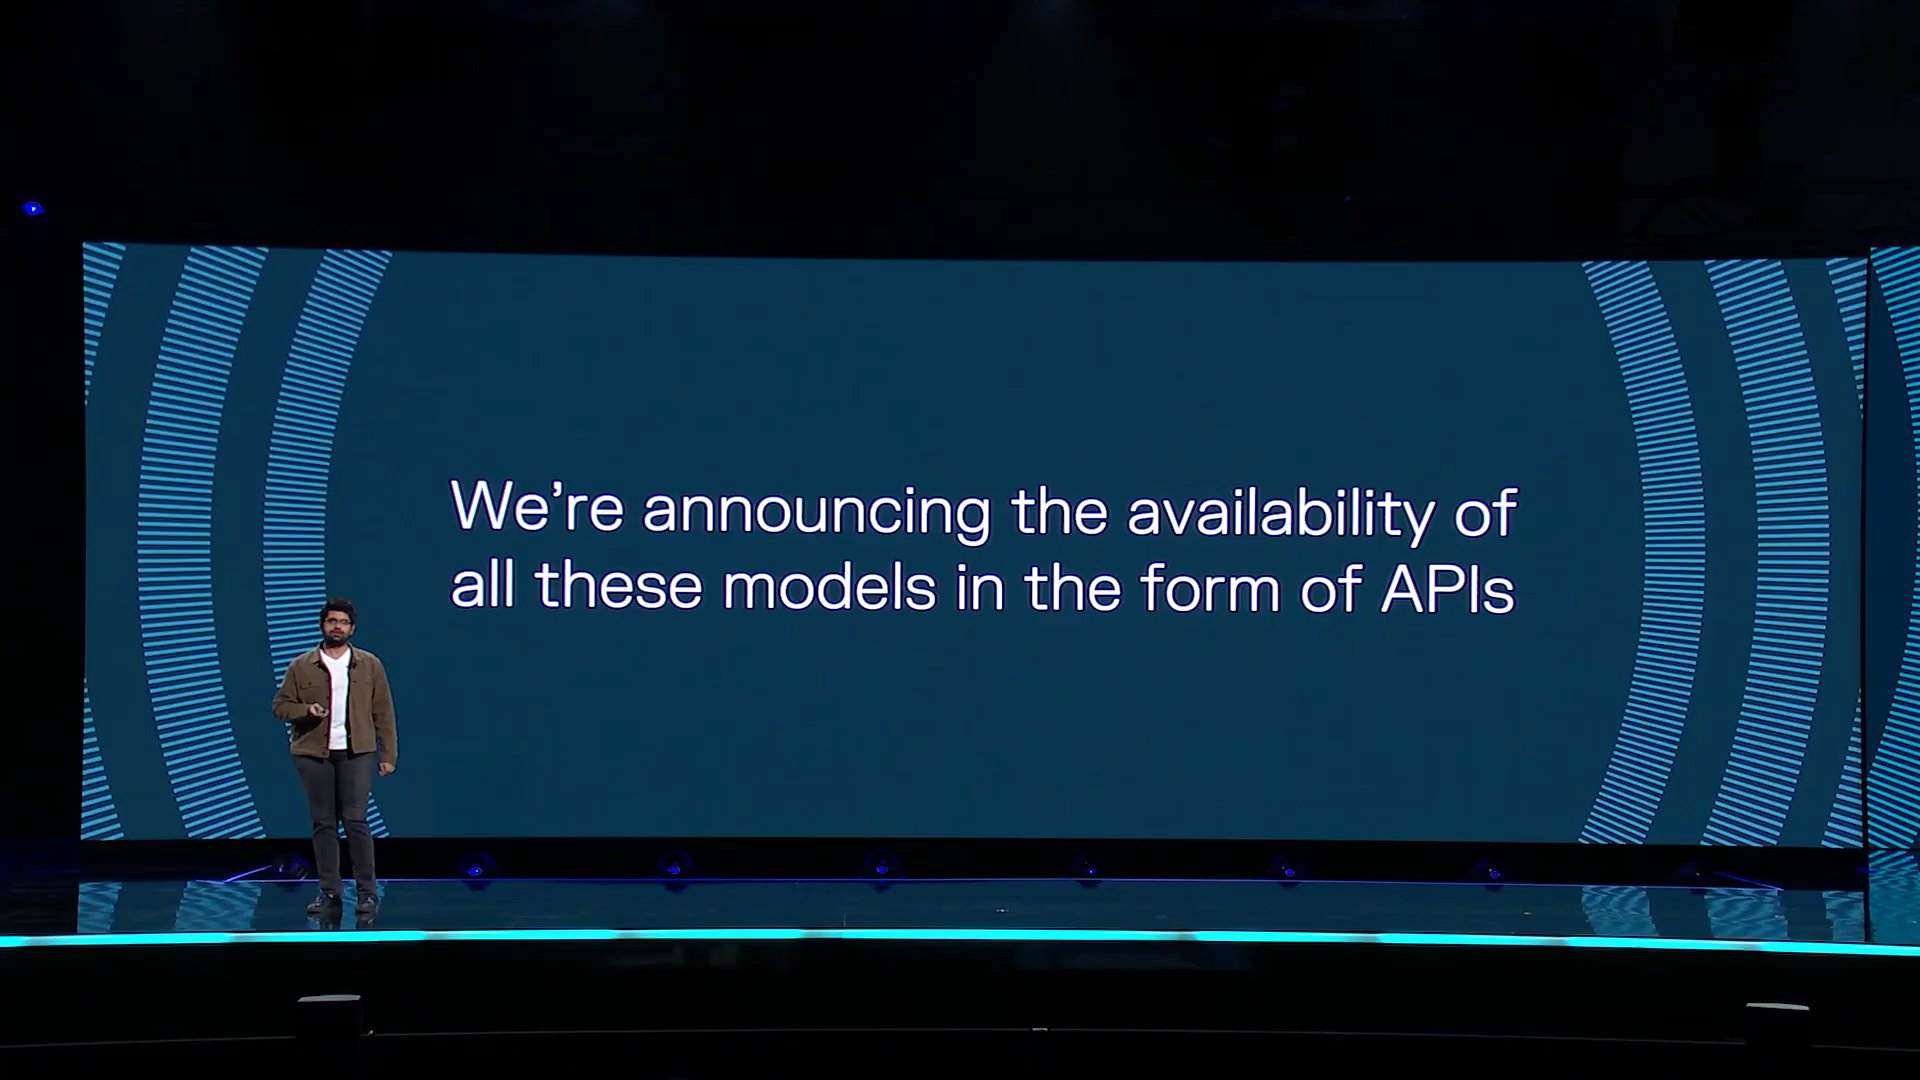 We're announcing the availability of
all these models in the form of APIs